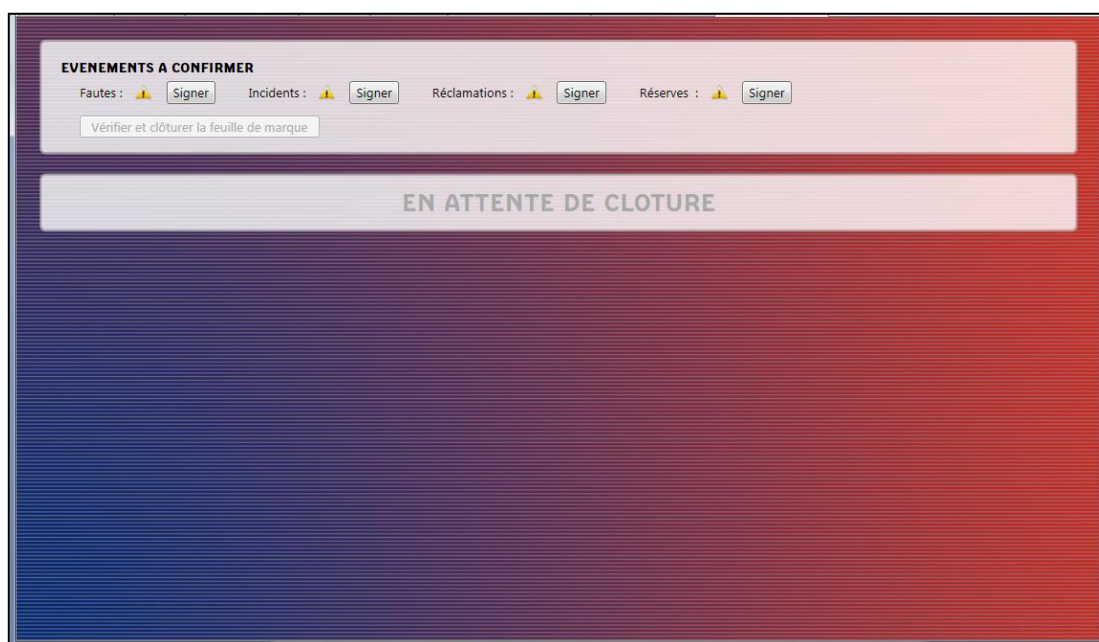 EVENEMENTS A CONFIRMER
Fautes : Signer Incidents : Signer Réclamations : Signer Réserves : Signer
Vérifier et clôturer la feuille de marque
EN ATTENTE DE CLOTURE